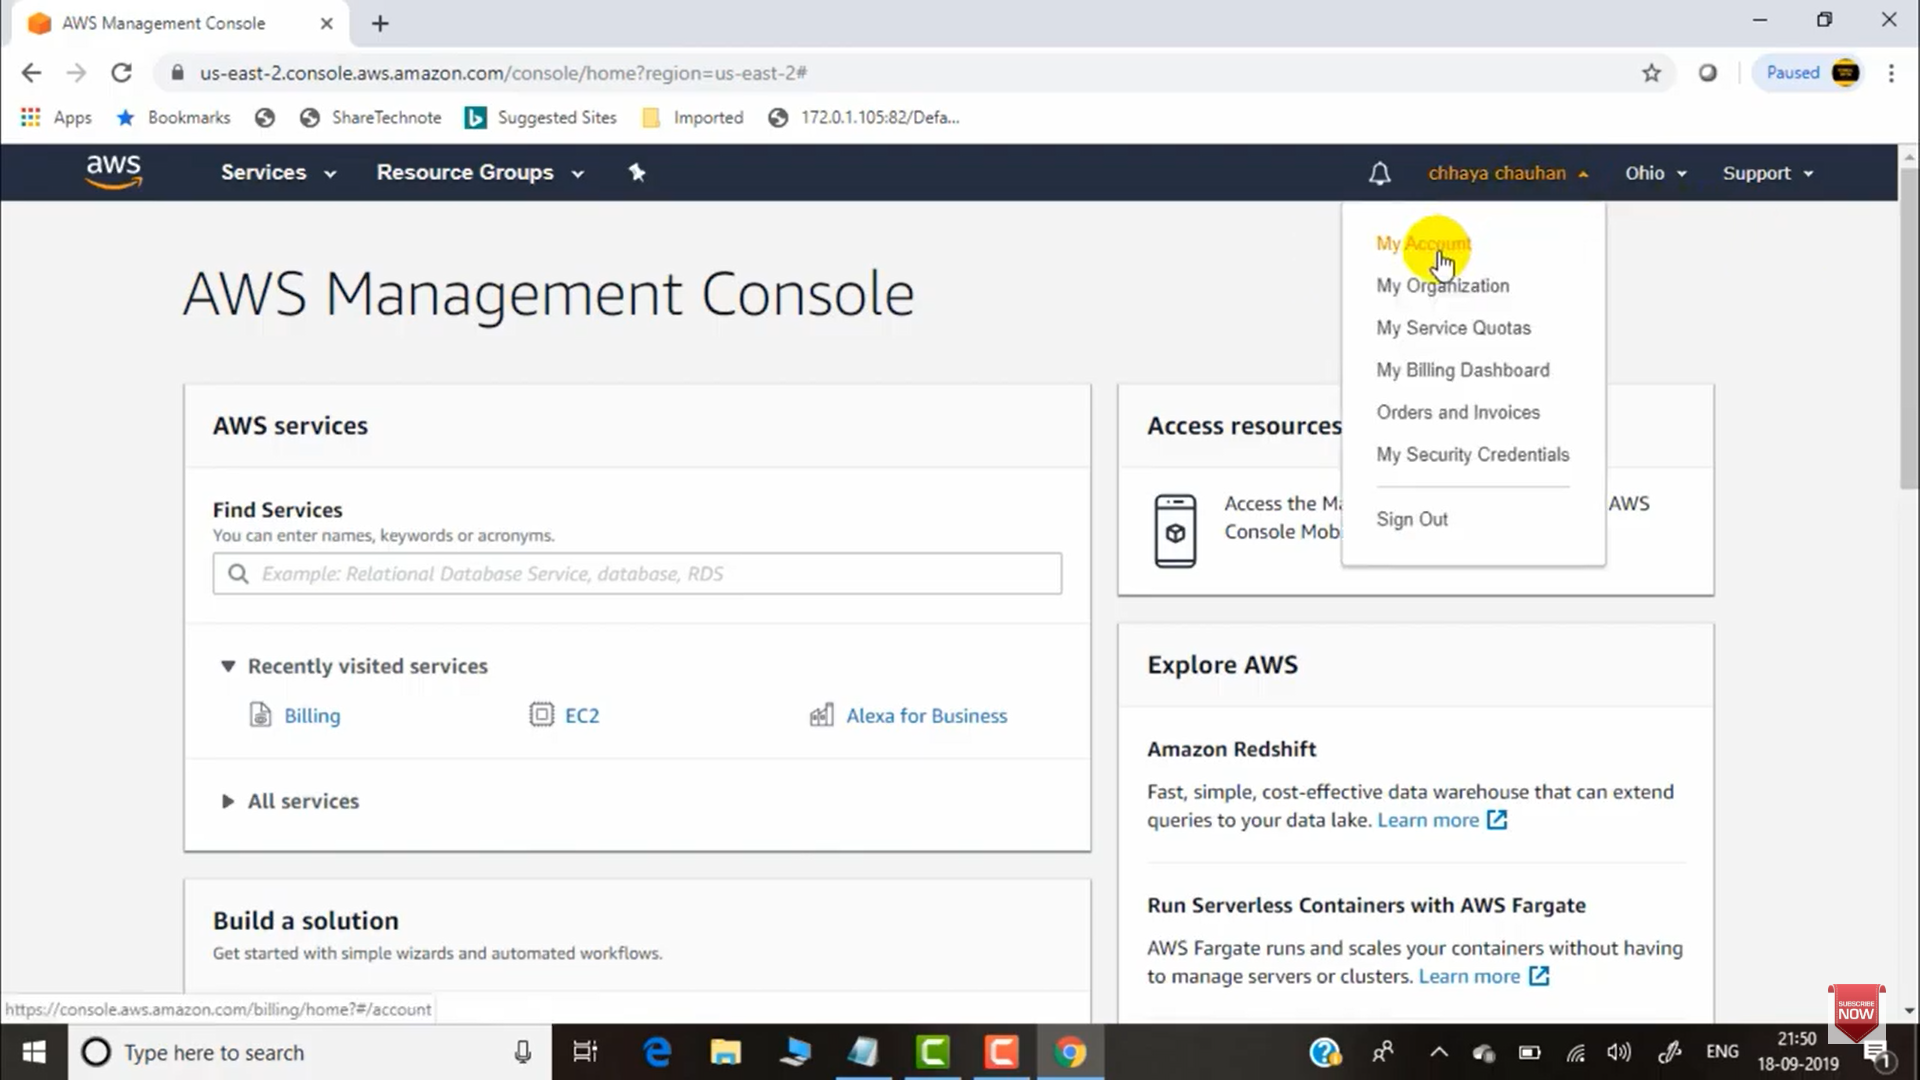 AWS Management Console
us-east-2.console.aws.amazon.com/console/home?region=us-east-2#
Paused
Apps
Bookmarks
ShareTechnote
Suggested Sites
Imported
172.0.1.105:82/Defa...
aws
Services
Resource Groups
chhaya chauhan
Ohio
Support
My Account
My Organization
My Service Quotas
My Billing Dashboard
Orders and Invoices
My Security Credentials
Sign Out
AWS Management Console
AWS services
Find Services
You can enter names, keywords or acronyms.
Example: Relational Database Service, database, RDS
Recently visited services
Billing
EC2
Alexa for Business
All services
Build a solution
Get started with simple wizards and automated workflows.
Access resources
Access the Ma AWS
Console Mob
Explore AWS
Amazon Redshift
Fast, simple, cost-effective data warehouse that can extend
queries to your data lake. Learn more
Run Serverless Containers with AWS Fargate
AWS Fargate runs and scales your containers without having
to manage servers or clusters. Learn more
https://console.aws.amazon.com/billing/home?#/account
SUBSCRIBE
NOW
Type here to search
ENG
21:50
18-09-2019
1